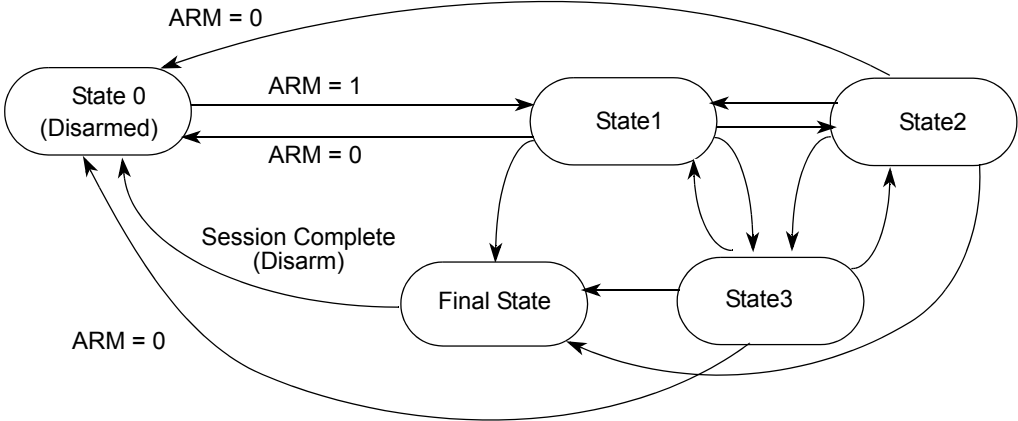 ARM = 0
State 0
(Disarmed)
ARM = 1
ARM = 0
State1
State2
Session Complete
(Disarm)
Final State
State3
ARM = 0